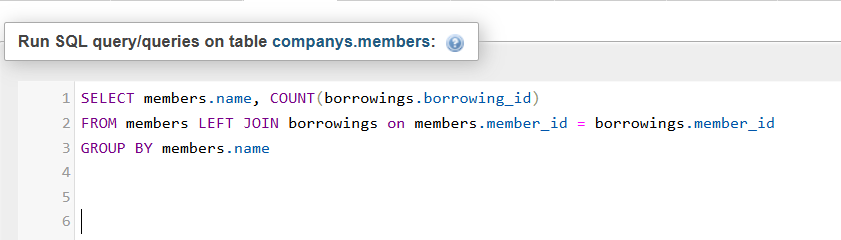 Run SQL query/queries on table companys.members:
1 SELECT members.name, COUNT(borrowings.borrowing_id)
2 FROM members LEFT JOIN borrowings on members.member_id = borrowings.member_id
3 GROUP BY members.name
4
5
6